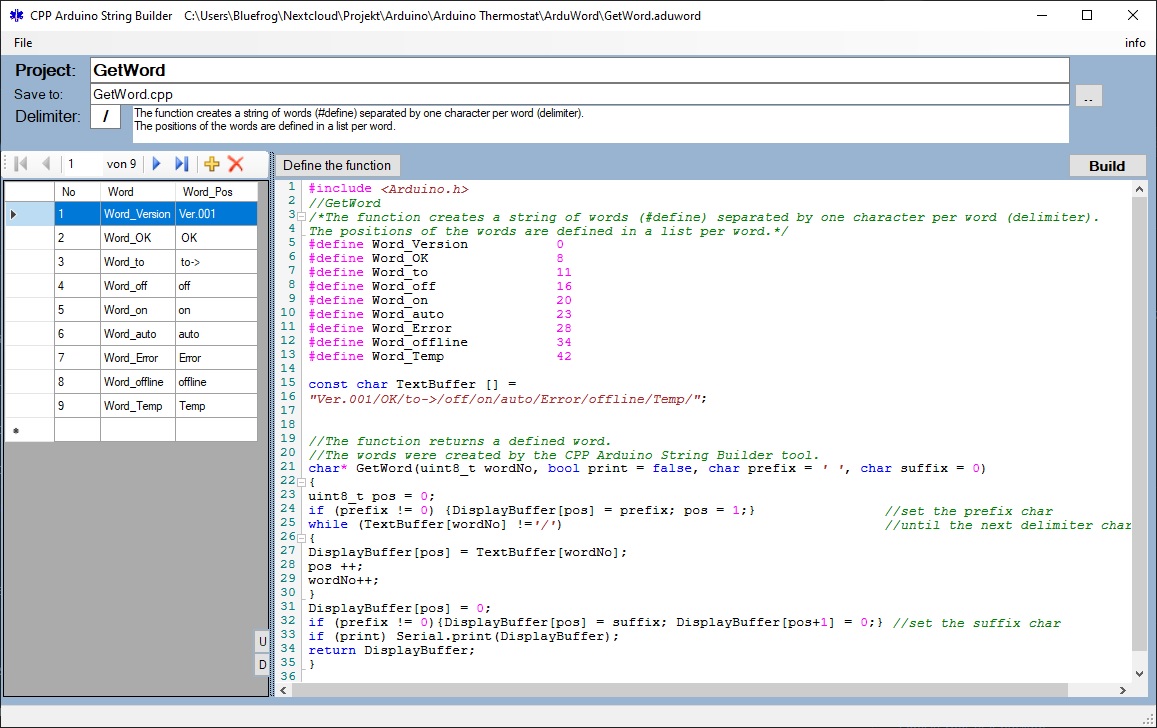 CPP Arduino String Builder C:\Users\Bluefrog\Nextcloud\Projekt\Arduino\Arduino Thermostat\ArduWord\GetWord.aduword
File info
Project: GetWord
Save to: GetWord.cpp ..
Delimiter: / The function creates a string of words (#define) separated by one character per word (delimiter).
The positions of the words are defined in a list per word.
1 von 9 Define the function Build
No Word Word_Pos
1 Word_Version Ver.001
2 Word_OK OK
3 Word_to to->
4 Word_off off
5 Word_on on
6 Word_auto auto
7 Word_Error Error
8 Word_offline offline
9 Word_Temp Temp
U
D
1 #include <Arduino.h>
2 //GetWord
3 /*The function creates a string of words (#define) separated by one character per word (delimiter).
4 The positions of the words are defined in a list per word.*/
5 #define Word_Version 0
6 #define Word_OK 8
7 #define Word_to 11
8 #define Word_off 16
9 #define Word_on 20
10 #define Word_auto 23
11 #define Word_Error 28
12 #define Word_offline 34
13 #define Word_Temp 42
14
15 const char TextBuffer [] =
16 "Ver.001/OK/to->/off/on/auto/Error/offline/Temp/";
17
18
19 //The function returns a defined word.
20 //The words were created by the CPP Arduino String Builder tool.
21 char* GetWord(uint8_t wordNo, bool print = false, char prefix = ' ', char suffix = 0)
22 {
23 uint8_t pos = 0;
24 if (prefix != 0) {DisplayBuffer[pos] = prefix; pos = 1;} //set the prefix char
25 while (TextBuffer[wordNo] !='/') //until the next delimiter char
26 {
27 DisplayBuffer[pos] = TextBuffer[wordNo];
28 pos ++;
29 wordNo++;
30 }
31 DisplayBuffer[pos] = 0;
32 if (prefix != 0){DisplayBuffer[pos] = suffix; DisplayBuffer[pos+1] = 0;} //set the suffix char
33 if (print) Serial.print(DisplayBuffer);
34 return DisplayBuffer;
35 }
36